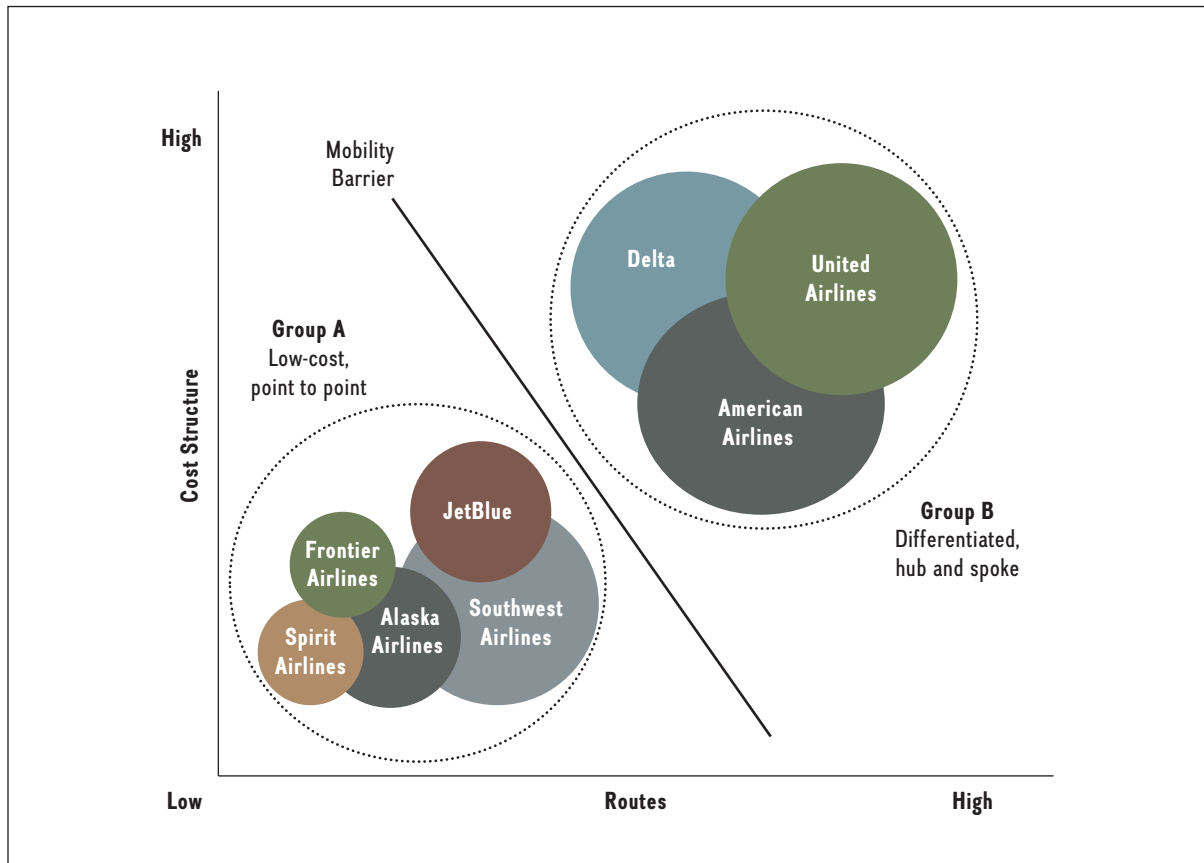 High
Mobility
Barrier
Delta
United
Airlines
Group A
Low-cost,
point to point
American
Airlines
Cost Structure
JetBlue
Group B
Differentiated,
hub and spoke
Frontier
Airlines
Alaska
Airlines
Southwest
Airlines
Spirit
Airlines
Low
Routes
High